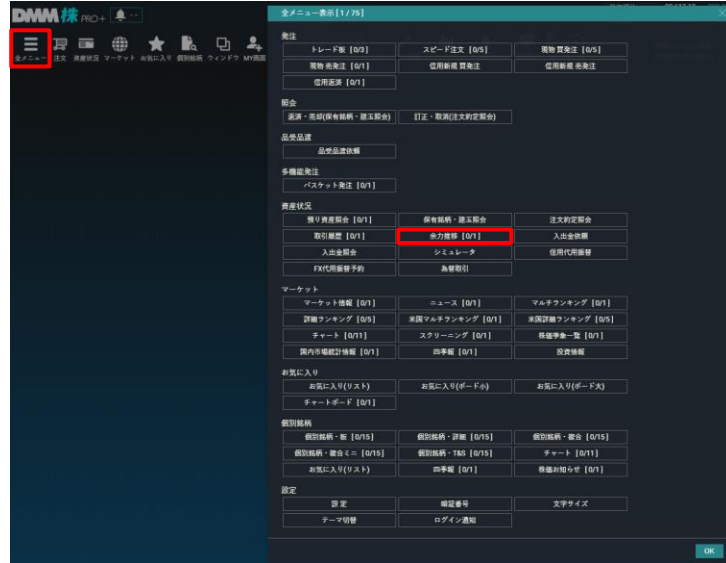 DMM 株 PRO+
全メニュー 注文 資産状況 マーケット お気に入り 個別銘柄 ウィンドウ MY画面
全メニュー表示 [1/75]
発注
トレード板 [0/3] スピード注文 [0/5] 現物 買発注 [0/5]
現物 売発注 [0/1] 信用新規 買発注 信用新規 売発注
信用返済 [0/1]
照会
返済・売却(保有銘柄・建玉照会) 訂正・取消(注文約定照会)
品受品渡
品受品渡依頼
多機能発注
バスケット発注 [0/1]
資産状況
預り資産照会 [0/1] 保有銘柄・建玉照会 注文約定照会
取引履歴 [0/1] 余力推移 [0/1] 入出金依頼
入出金照会 シミュレータ 信用代用振替
FX代用振替予約 為替取引
マーケット
マーケット情報 [0/1] ニュース [0/1] マルチランキング [0/1]
詳細ランキング [0/5] 米国マルチランキング [0/1] 米国詳細ランキング [0/5]
チャート [0/11] スクリーニング [0/1] 株価事象一覧 [0/1]
国内市場統計情報 [0/1] 四季報 [0/1] 投資情報
お気に入り
お気に入り(リスト) お気に入り(ボード小) お気に入り(ボード大)
チャートボード [0/1]
個別銘柄
個別銘柄・板 [0/15] 個別銘柄・詳細 [0/15] 個別銘柄・複合 [0/15]
個別銘柄・複合ミニ [0/15] 個別銘柄・T&S [0/15] チャート [0/11]
お気に入り(リスト) 四季報 [0/1] 株価お知らせ [0/1]
設定
設定 暗証番号 文字サイズ
テーマ切替 ログイン通知
OK